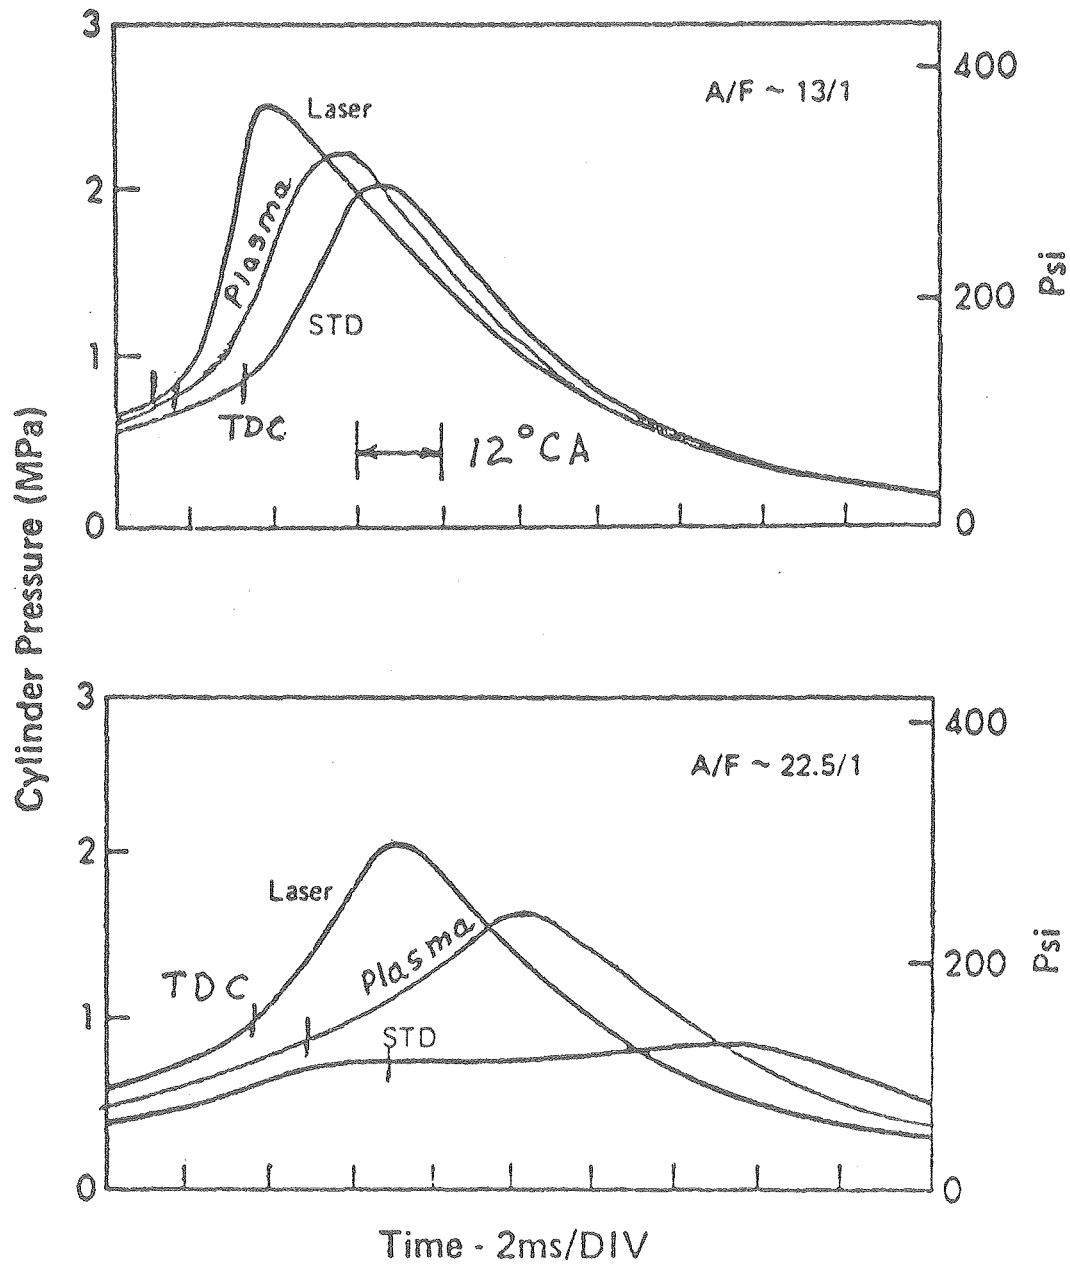 3
400
A/F ~ 13/1
Laser
2
Plasma
200
Psi
STD
1
TDC
12°CA
0
0
Cylinder Pressure (MPa)
3
400
A/F ~ 22.5/1
2
Laser
Plasma
200
Psi
TDC
1
STD
0
0
Time - 2ms/DIV